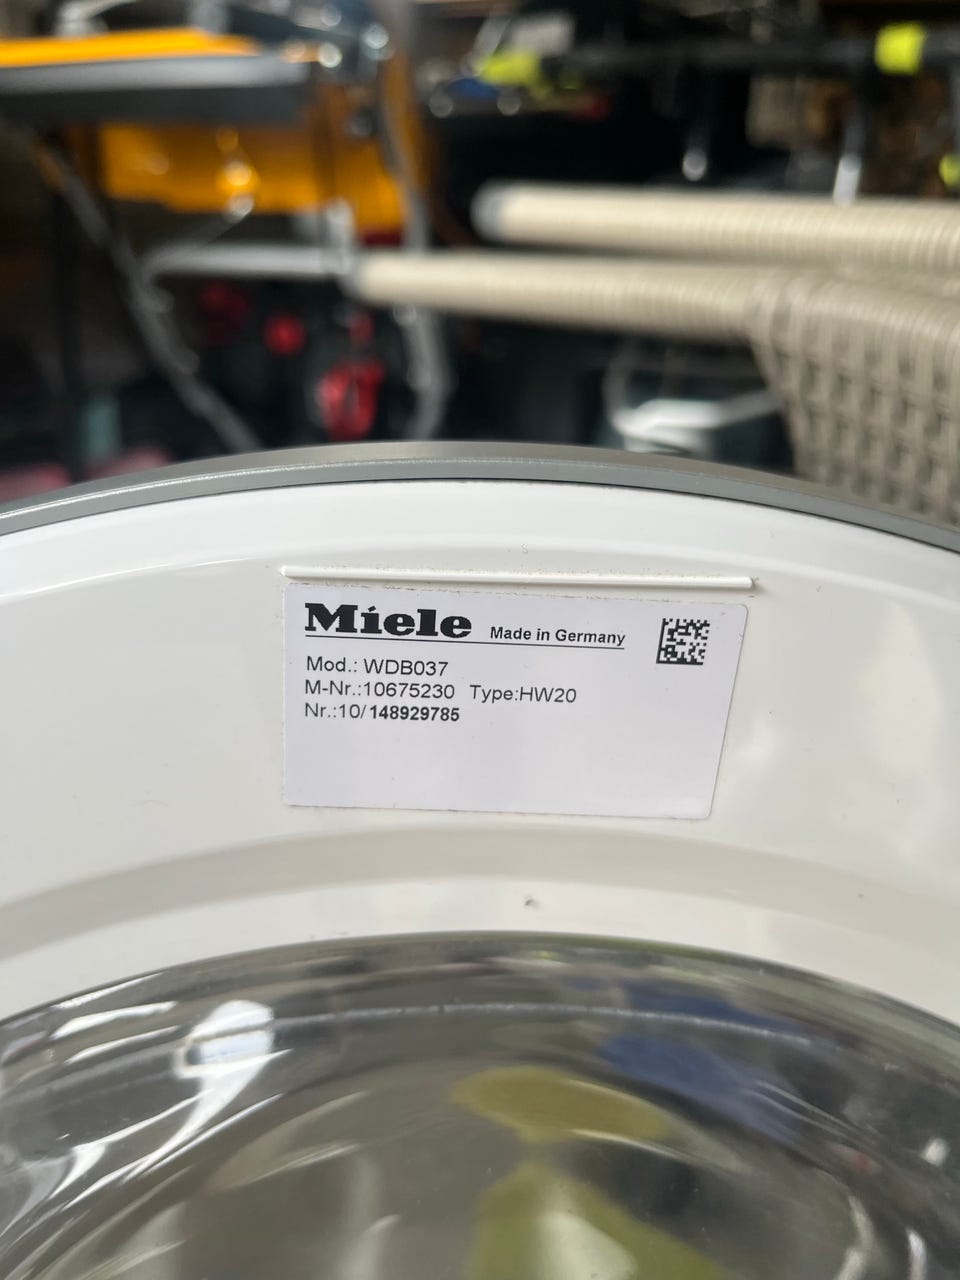 Miele Made in Germany
Mod.: WDB037
M-Nr.:10675230 Type:HW20
Nr.:10/ 148929785